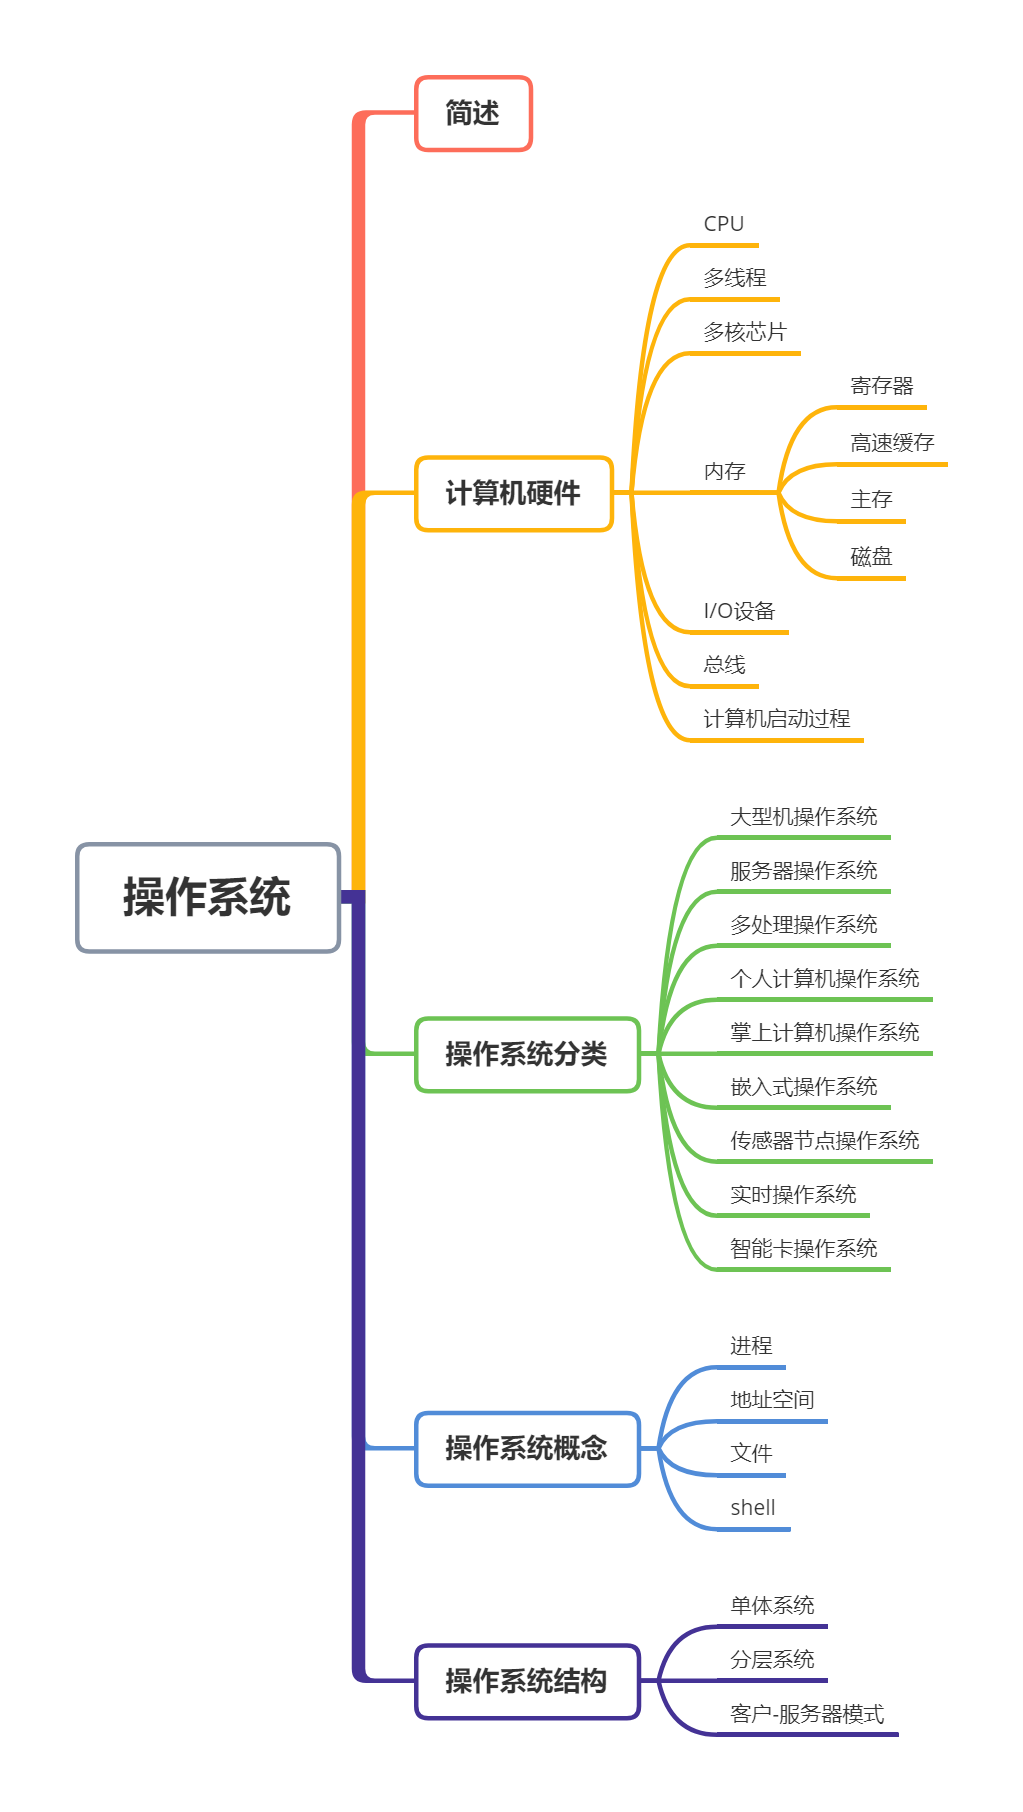 操作系统
简述
计算机硬件
CPU
多线程
多核芯片
内存
寄存器
高速缓存
主存
磁盘
I/O设备
总线
计算机启动过程
操作系统分类
大型机操作系统
服务器操作系统
多处理操作系统
个人计算机操作系统
掌上计算机操作系统
嵌入式操作系统
传感器节点操作系统
实时操作系统
智能卡操作系统
操作系统概念
进程
地址空间
文件
shell
操作系统结构
单体系统
分层系统
客户-服务器模式